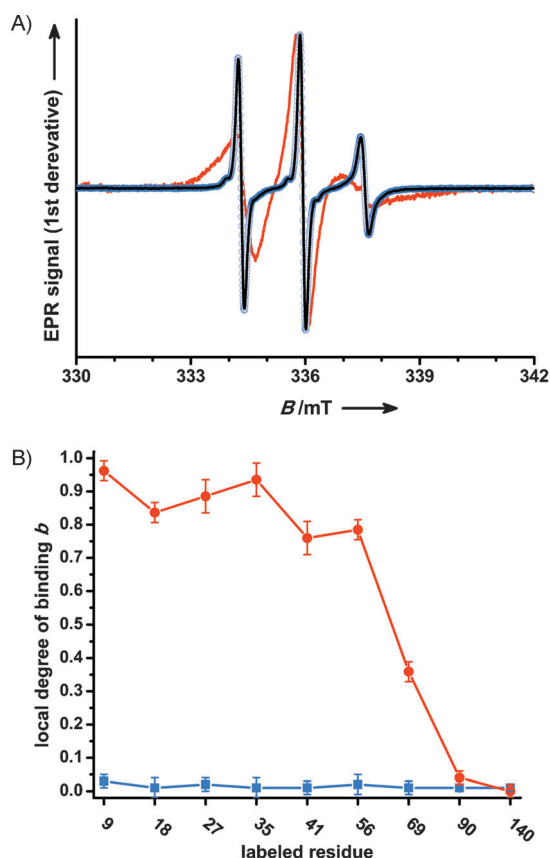 A)
EPR signal (1st derevative)
330 333 336 339 342
B/mT
B)
local degree of binding b
1.0
0.9
0.8
0.7
0.6
0.5
0.4
0.3
0.2
0.1
0.0
9 18 27 35 41 56 69 90 140
labeled residue